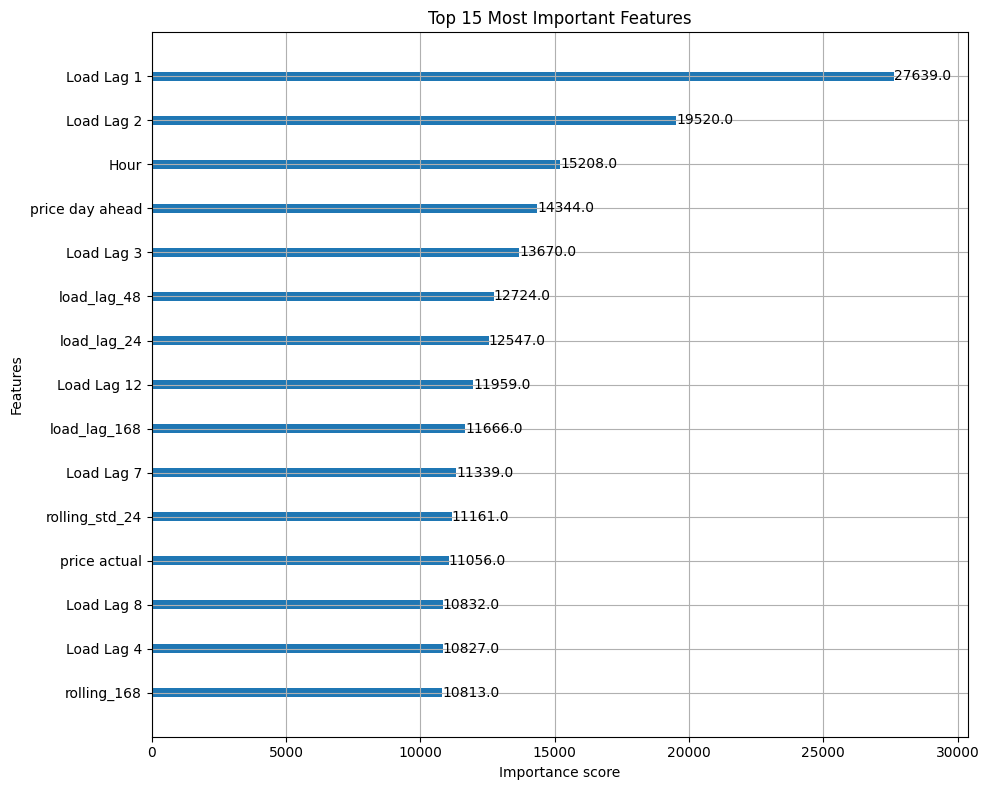 Top 15 Most Important Features
Features
Load Lag 1 27639.0
Load Lag 2 19520.0
Hour 15208.0
price day ahead 14344.0
Load Lag 3 13670.0
load_lag_48 12724.0
load_lag_24 12547.0
Load Lag 12 11959.0
load_lag_168 11666.0
Load Lag 7 11339.0
rolling_std_24 11161.0
price actual 11056.0
Load Lag 8 10832.0
Load Lag 4 10827.0
rolling_168 10813.0
0 5000 10000 15000 20000 25000 30000
Importance score